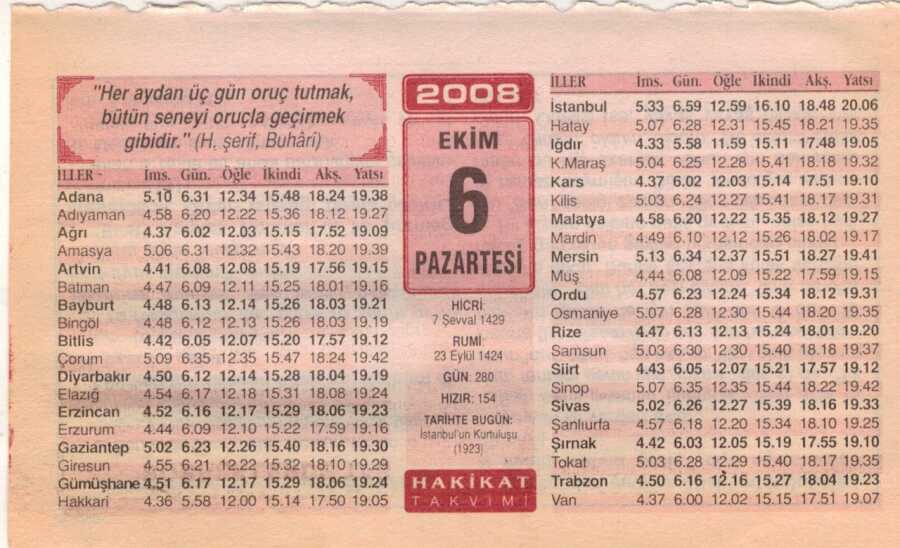 "Her aydan üç gün oruç tutmak,
bütün seneyi oruçla geçirmek
gibidir." (H. şerif, Buhârî)
İLLER İms. Gün. Öğle İkindi Akş. Yatsı
Adana 5.10 6.31 12.34 15.48 18.24 19.38
Adıyaman 4.58 6.20 12.22 15.36 18.12 19.27
Ağrı 4.37 6.02 12.03 15.15 17.52 19.09
Amasya 5.06 6.31 12.32 15.43 18.20 19.39
Artvin 4.41 6.08 12.08 15.19 17.56 19.15
Batman 4.47 6.09 12.11 15.25 18.01 19.16
Bayburt 4.48 6.13 12.14 15.26 18.03 19.21
Bingöl 4.48 6.12 12.13 15.26 18.03 19.19
Bitlis 4.42 6.05 12.07 15.20 17.57 19.12
Çorum 5.09 6.35 12.35 15.47 18.24 19.42
Diyarbakır 4.50 6.12 12.14 15.28 18.04 19.19
Elazığ 4.54 6.17 12.18 15.31 18.08 19.24
Erzincan 4.52 6.16 12.17 15.29 18.06 19.23
Erzurum 4.44 6.09 12.10 15.22 17.59 19.16
Gaziantep 5.02 6.23 12.26 15.40 18.16 19.30
Giresun 4.55 6.21 12.22 15.32 18.10 19.29
Gümüşhane 4.51 6.17 12.17 15.29 18.06 19.24
Hakkari 4.36 5.58 12.00 15.14 17.50 19.05
2008
EKİM
6
PAZARTESİ
HİCRİ:
7 Şevval 1429
RUMİ:
23 Eylül 1424
GÜN: 280
HIZIR: 154
TARİHTE BUGÜN:
İstanbul'un Kurtuluşu
(1923)
HAKİKAT
TAKVİMİ
İLLER İms. Gün. Öğle İkindi Akş. Yatsı
İstanbul 5.33 6.59 12.59 16.10 18.48 20.06
Hatay 5.07 6.28 12.31 15.45 18.21 19.35
Iğdır 4.33 5.58 11.59 15.11 17.48 19.05
K.Maraş 5.04 6.25 12.28 15.41 18.18 19.32
Kars 4.37 6.02 12.03 15.14 17.51 19.10
Kilis 5.03 6.24 12.27 15.41 18.17 19.31
Malatya 4.58 6.20 12.22 15.35 18.12 19.27
Mardin 4:49 6.10 12.12 15.26 18.02 19.17
Mersin 5.13 6.34 12.37 15.51 18.27 19.41
Muş 4.44 6.08 12.09 15.22 17.59 19.15
Ordu 4.57 6.23 12.24 15.34 18.12 19.31
Osmaniye 5.07 6.28 12.30 15.44 18.20 19.35
Rize 4.47 6.13 12.13 15.24 18.01 19.20
Samsun 5.03 6.30 12.30 15.40 18.18 19.37
Siirt 4.43 6.05 12.07 15.21 17.57 19.12
Sinop 5.07 6.35 12.35 15.44 18.22 19.42
Sivas 5.02 6.26 12.27 15.39 18.16 19.33
Şanlıurfa 4.57 6.18 12.20 15.34 18.10 19.25
Şırnak 4.42 6.03 12.05 15.19 17.55 19.10
Tokat 5.03 6.28 12.29 15.40 18.17 19.35
Trabzon 4.50 6.16 12.16 15.27 18.04 19.23
Van 4.37 6.00 12.02 15.15 17.51 19.07